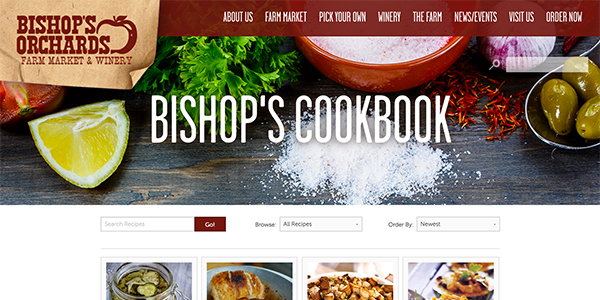 BISHOP'S
ORCHARDS
FARM MARKET & WINERY
ABOUT US FARM MARKET PICK YOUR OWN WINERY THE FARM NEWS/EVENTS VISIT US ORDER NOW
BISHOP'S COOKBOOK
Search Recipes Go! Browse: All Recipes Order By: Newest